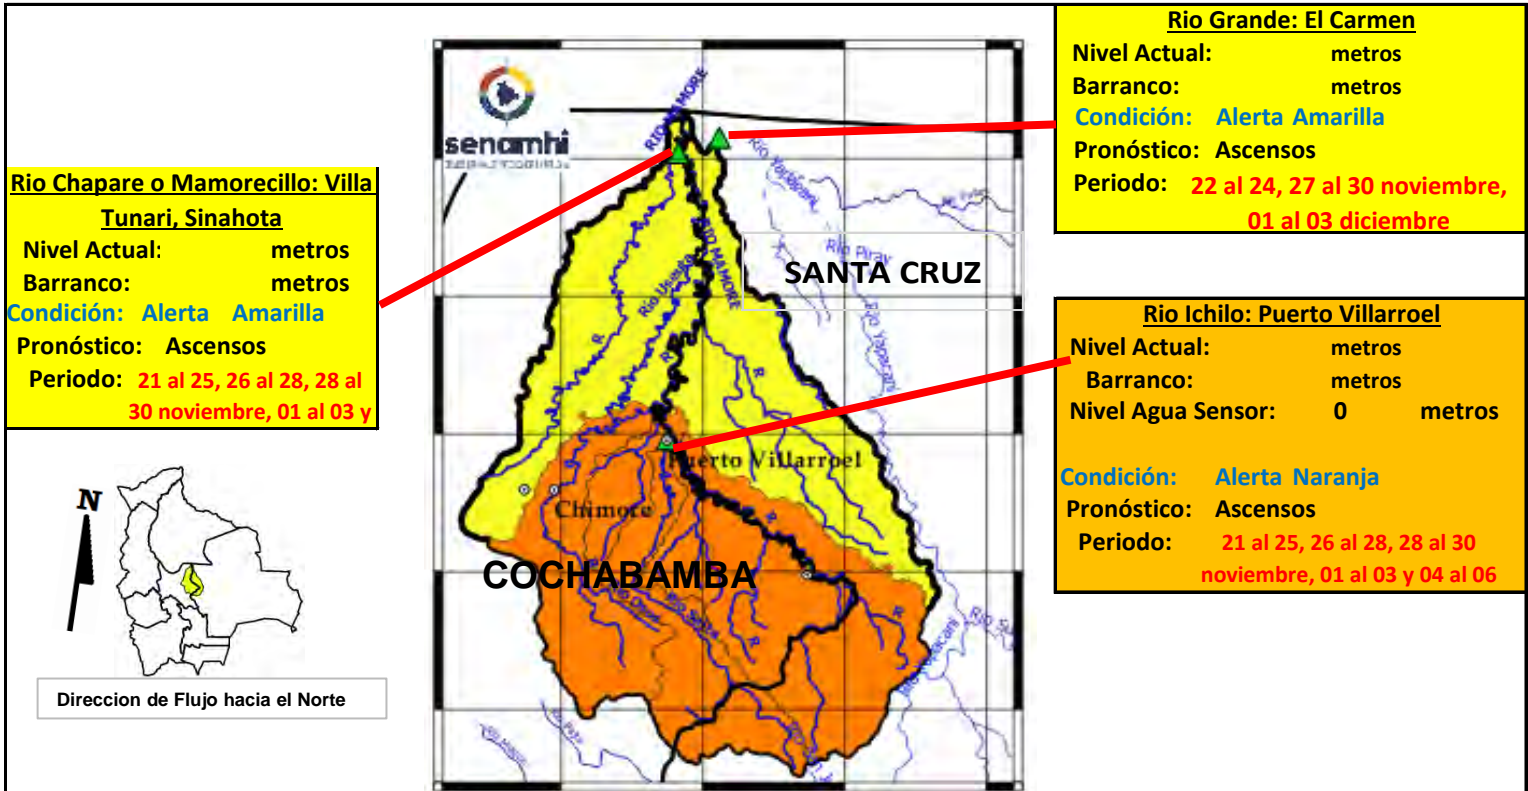 Rio Grande: El Carmen
Nivel Actual: metros
Barranco: metros
Condición: Alerta Amarilla
Pronóstico: Ascensos
Periodo: 22 al 24, 27 al 30 noviembre,
01 al 03 diciembre
senamhi
RIO MAMORE
Rio Chapare o Mamorecillo: Villa
Tunari, Sinahota
Nivel Actual: metros
Barranco: metros
Condición: Alerta Amarilla
Pronóstico: Ascensos
Periodo: 21 al 25, 26 al 28, 28 al
30 noviembre, 01 al 03 y
Rio Piray
SANTA CRUZ
RIO MAMORE
Rio Yapacani
R
R
R
Rio Ichilo: Puerto Villarroel
Nivel Actual: metros
Barranco: metros
Nivel Agua Sensor: 0 metros
Condición: Alerta Naranja
Pronóstico: Ascensos
Periodo: 21 al 25, 26 al 28, 28 al 30
noviembre, 01 al 03 y 04 al 06
Puerto Villarroel
Chimore
COCHABAMBA
R
R
N
Direccion de Flujo hacia el Norte